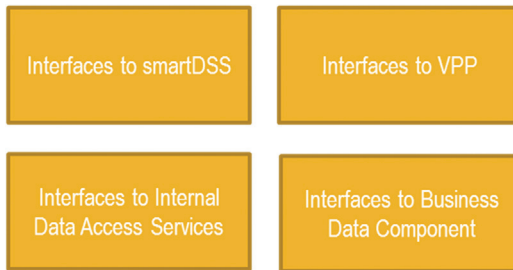 Interfaces to smartDSS
Interfaces to VPP
Interfaces to Internal
Data Access Services
Interfaces to Business
Data Component